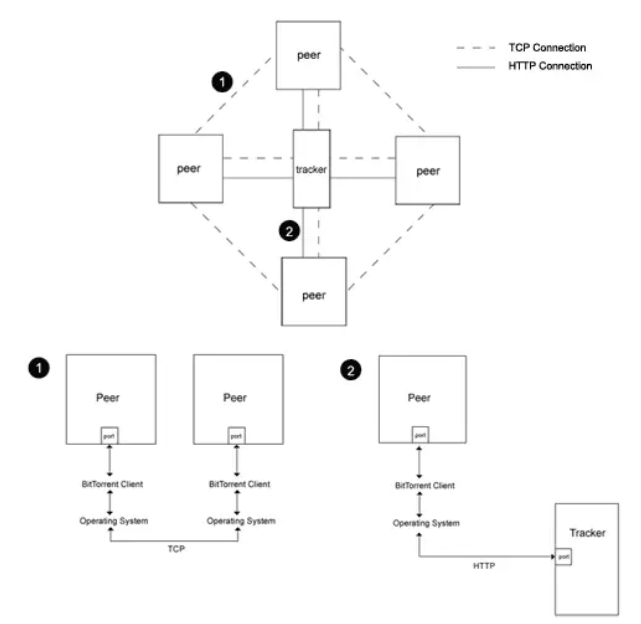 peer
TCP Connection
HTTP Connection
1
peer
tracker
peer
2
peer
1
Peer
port
BitTorrent Client
Operating System
Peer
port
BitTorrent Client
Operating System
TCP
2
Peer
port
BitTorrent Client
Operating System
HTTP
Tracker
port